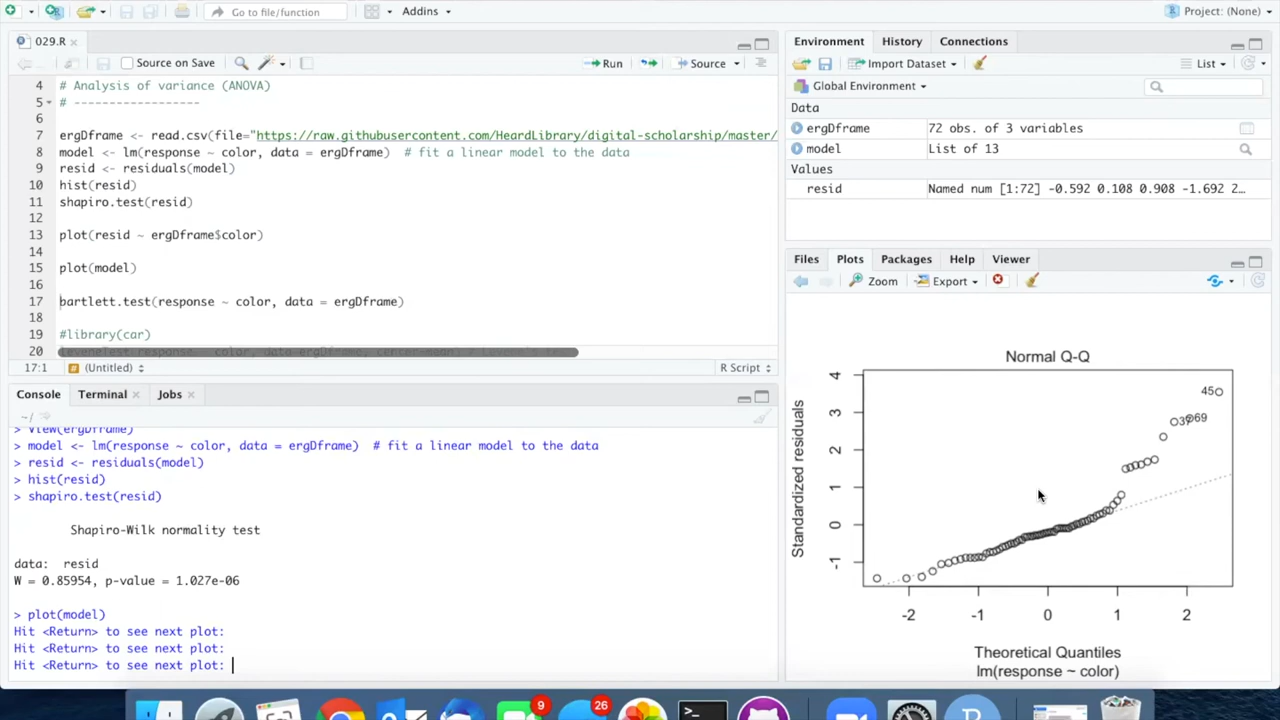 Go to file/function
Addins
Project: (None)
029.R
Source on Save
Run
Source
4 # Analysis of variance (ANOVA)
5 # ------------------
6
7 ergDframe <- read.csv(file="https://raw.githubusercontent.com/HeardLibrary/digital-scholarship/master/
8 model <- lm(response ~ color, data = ergDframe)  # fit a linear model to the data
9 resid <- residuals(model)
10 hist(resid)
11 shapiro.test(resid)
12
13 plot(resid ~ ergDframe$color)
14
15 plot(model)
16
17 bartlett.test(response ~ color, data = ergDframe)
18
19 #library(car)
20
17:1
(Untitled)
R Script
Console
Terminal
Jobs
~/
> View(ergDframe)
> model <- lm(response ~ color, data = ergDframe)  # fit a linear model to the data
> resid <- residuals(model)
> hist(resid)
> shapiro.test(resid)
Shapiro-Wilk normality test
data:  resid
W = 0.85954, p-value = 1.027e-06
> plot(model)
Hit <Return> to see next plot:
Hit <Return> to see next plot:
Hit <Return> to see next plot:
Environment
History
Connections
Import Dataset
List
Global Environment
Data
ergDframe 72 obs. of 3 variables
model List of 13
Values
resid Named num [1:72] -0.592 0.108 0.908 -1.692 2…
Files
Plots
Packages
Help
Viewer
Zoom
Export
Normal Q-Q
Standardized residuals
4
3
2
1
0
-1
45
69
-2 -1 0 1 2
Theoretical Quantiles
lm(response ~ color)
9
26